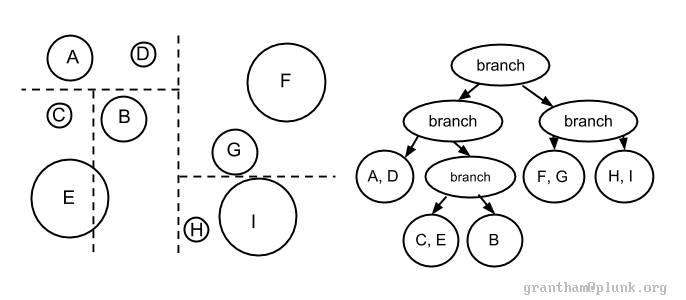 A
D
F
C
B
G
E
H
I
branch
branch
branch
A, D
branch
F, G
H, I
C, E
B
grantham@plunk.org